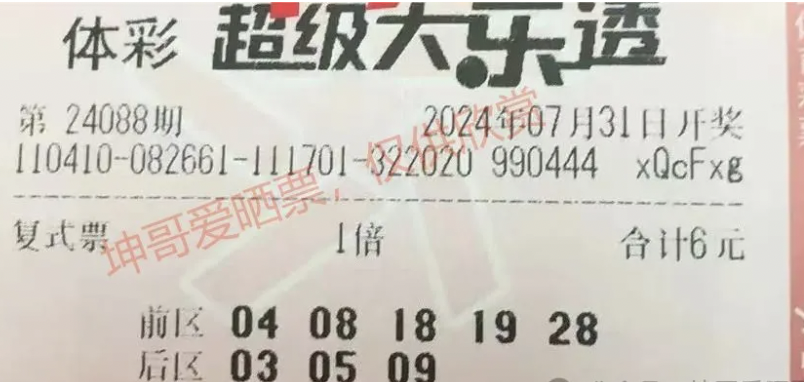 体彩 超级大乐透
第 24088期 2024年07月31日开奖
110410-082661-111701-322020 990444 xQcFxg
坤哥爱晒票，仅供欣赏
复式票 1倍 合计6元
前区 04 08 18 19 28
后区 03 05 09